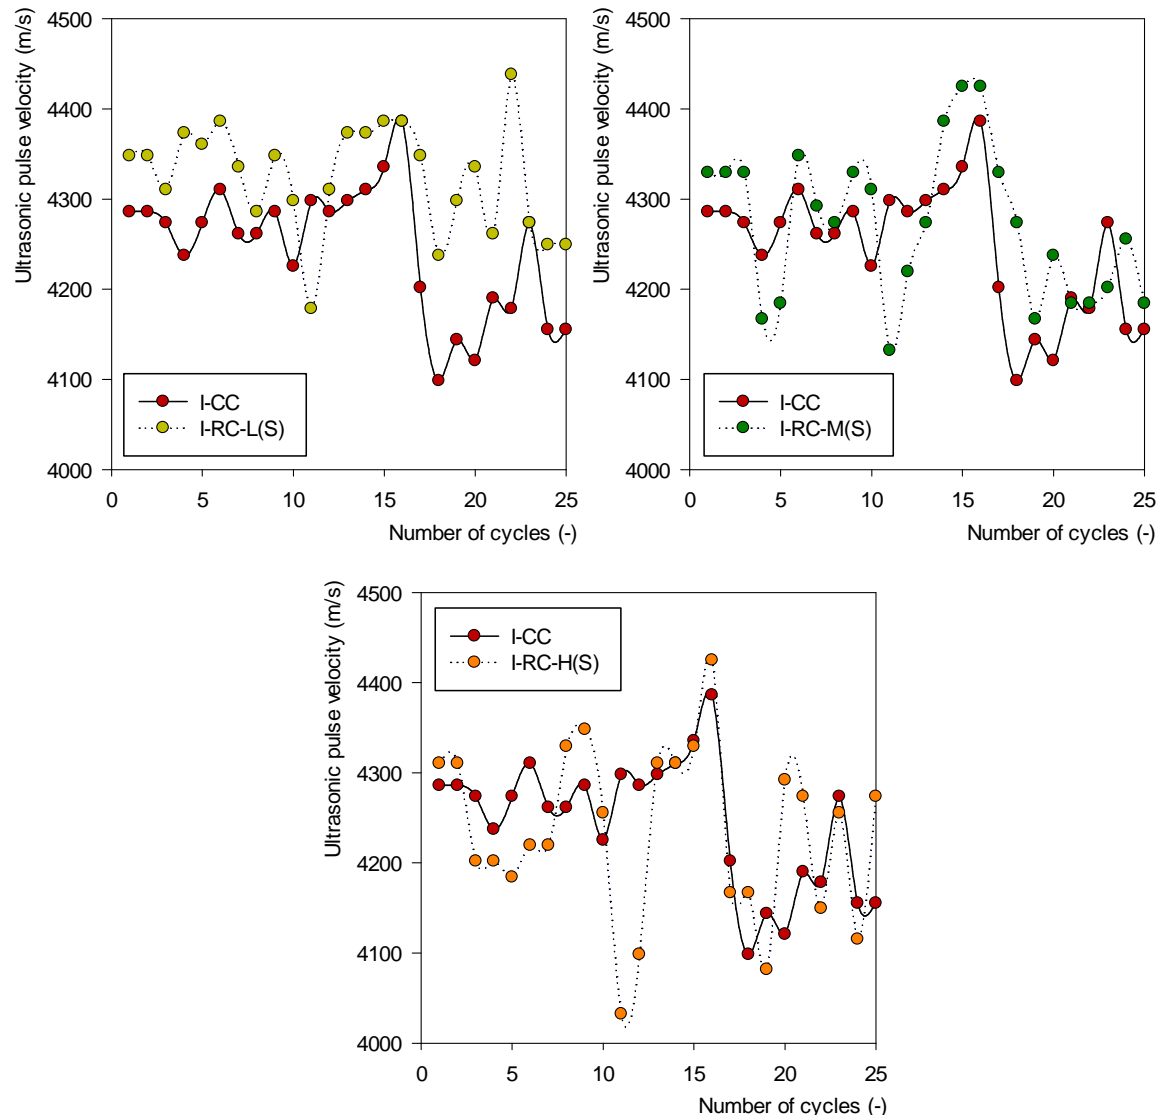 Ultrasonic pulse velocity (m/s)
4500
4400
4300
4200
4100
4000
I-CC
I-RC-L(S)
0 5 10 15 20 25
Number of cycles (-)
Ultrasonic pulse velocity (m/s)
4500
4400
4300
4200
4100
4000
I-CC
I-RC-M(S)
0 5 10 15 20 25
Number of cycles (-)
Ultrasonic pulse velocity (m/s)
4500
4400
4300
4200
4100
4000
I-CC
I-RC-H(S)
0 5 10 15 20 25
Number of cycles (-)